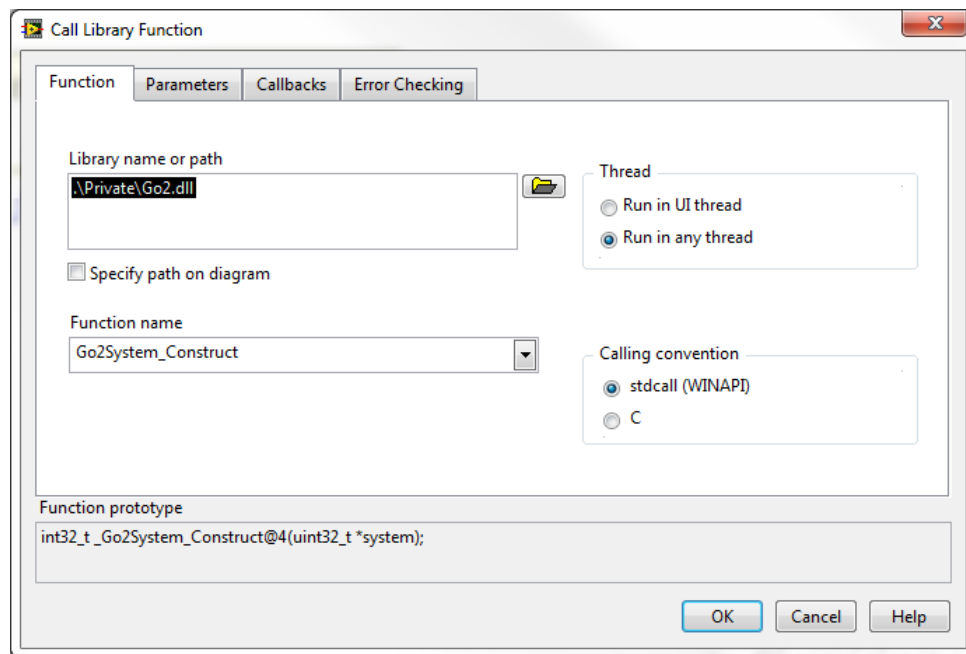 Call Library Function
Function
Parameters
Callbacks
Error Checking
Library name or path
.\Private\Go2.dll
Specify path on diagram
Function name
Go2System_Construct
Thread
Run in UI thread
Run in any thread
Calling convention
stdcall (WINAPI)
C
Function prototype
int32_t _Go2System_Construct@4(uint32_t *system);
OK
Cancel
Help